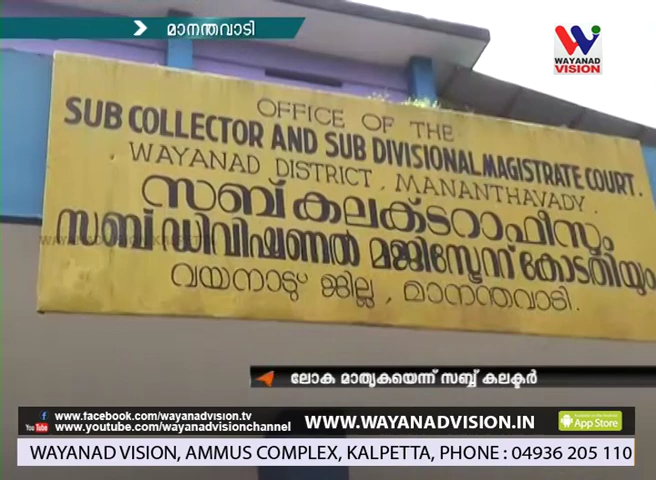 മാനന്തവാടി
WAYANAD
VISION
OFFICE OF THE
SUB COLLECTOR AND SUB DIVISIONAL MAGISTRATE COURT.
WAYANAD DISTRICT, MANANTHAVADY.
സബ് കലക്ടറാഫീസും
സബ് ഡിവിഷണൽ മജിസ്ട്രേന് കോടതിയും
വയനാടു ജില്ല, മാനന്തവാടി.
ലോക മാതൃകയെന്ന് സബ്ബ് കലക്ടർ
www.facebook.com/wayanadvision.tv
You Tube www.youtube.com/wayanadvisionchannel
WWW.WAYANADVISION.IN
App Store
WAYANAD VISION, AMMUS COMPLEX, KALPETTA, PHONE : 04936 205 110